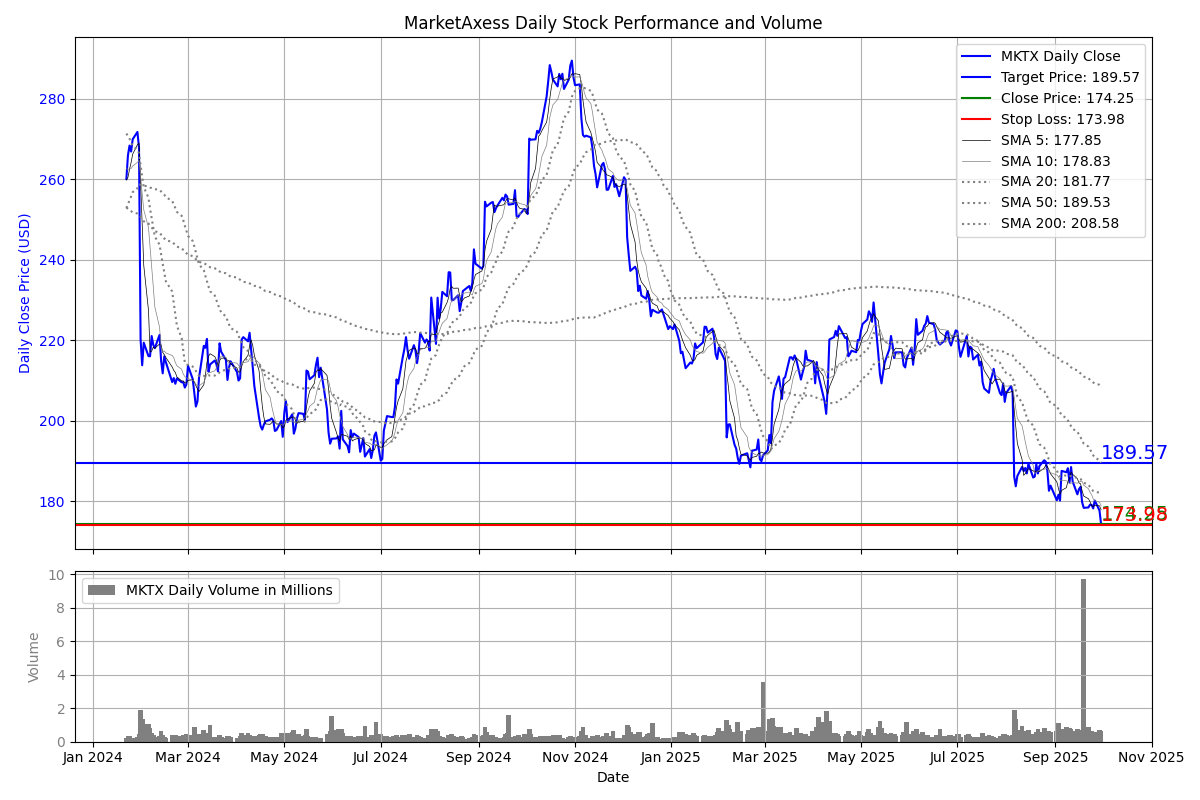 MarketAxess Daily Stock Performance and Volume
Daily Close Price (USD)
280
260
240
220
200
180
MKTX Daily Close
Target Price: 189.57
Close Price: 174.25
Stop Loss: 173.98
SMA 5: 177.85
SMA 10: 178.83
SMA 20: 181.77
SMA 50: 189.53
SMA 200: 208.58
189.57
174.25
173.98
Volume
10
8
6
4
2
0
MKTX Daily Volume in Millions
Jan 2024 Mar 2024 May 2024 Jul 2024 Sep 2024 Nov 2024 Jan 2025 Mar 2025 May 2025 Jul 2025 Sep 2025 Nov 2025
Date